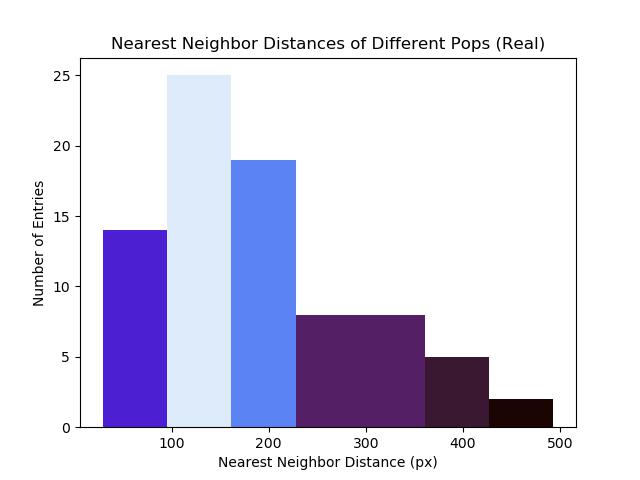 Nearest Neighbor Distances of Different Pops (Real)
25
20
15
10
5
0
Number of Entries
100 200 300 400 500
Nearest Neighbor Distance (px)